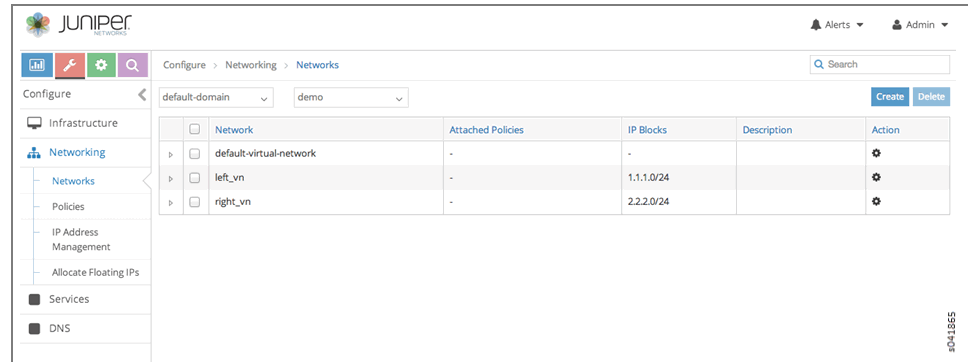 JUNIPER
NETWORKS
Alerts
Admin
Configure > Networking > Networks
Search
Configure
default-domain
demo
Create
Delete
Infrastructure
Networking
Networks
Policies
IP Address
Management
Allocate Floating IPs
Services
DNS
Network Attached Policies IP Blocks Description Action
default-virtual-network - -
left_vn - 1.1.1.0/24
right_vn - 2.2.2.0/24
s041865